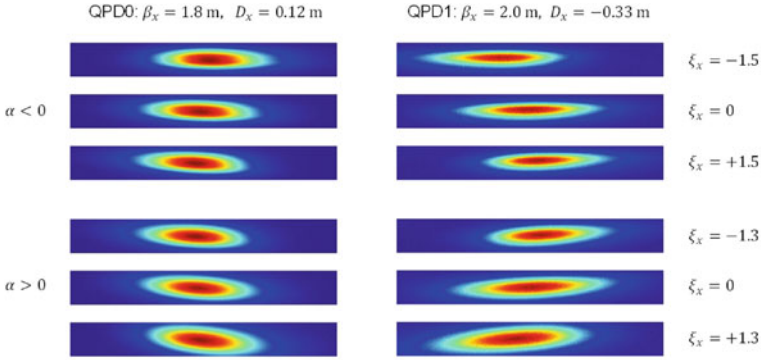 QPD0: βₓ = 1.8 m, Dₓ = 0.12 m
QPD1: βₓ = 2.0 m, Dₓ = −0.33 m
ξₓ = −1.5
α < 0
ξₓ = 0
ξₓ = +1.5
ξₓ = −1.3
α > 0
ξₓ = 0
ξₓ = +1.3